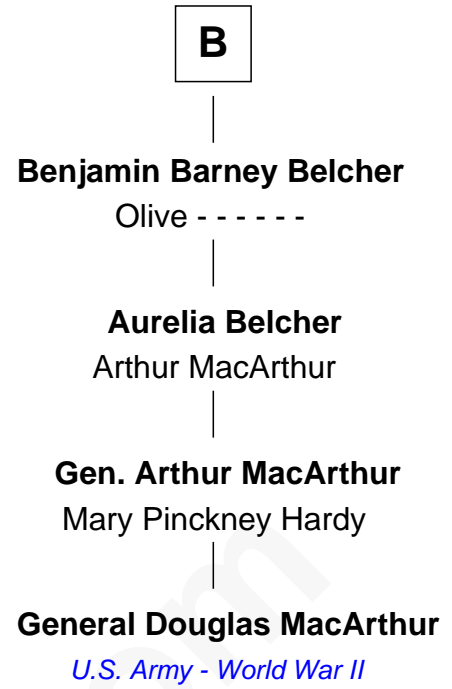 B
Benjamin Barney Belcher
Olive - - - - - -
Aurelia Belcher
Arthur MacArthur
Gen. Arthur MacArthur
Mary Pinckney Hardy
General Douglas MacArthur
U.S. Army - World War II